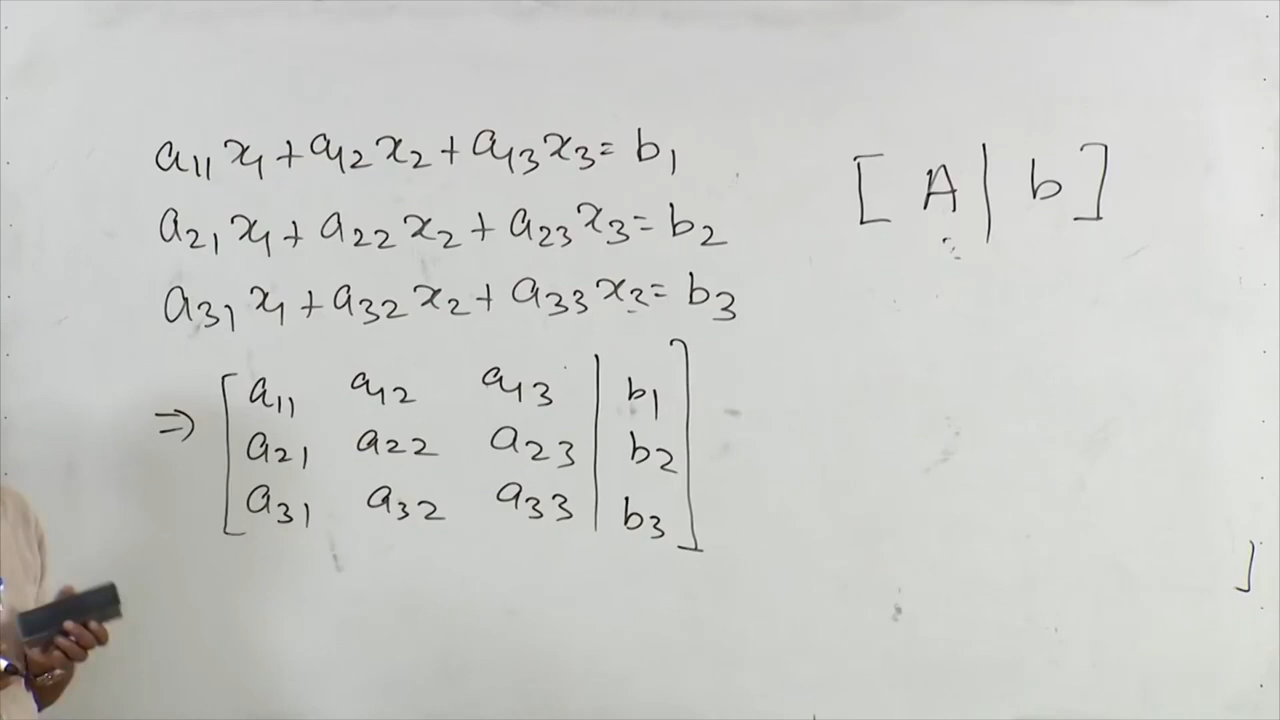 a11 x1 + a12 x2 + a13 x3 = b1
a21 x1 + a22 x2 + a23 x3 = b2
a31 x1 + a32 x2 + a33 x3 = b3
⇒ [ a11 a12 a13 | b1
a21 a22 a23 | b2
a31 a32 a33 | b3 ]
[ A | b ]
]